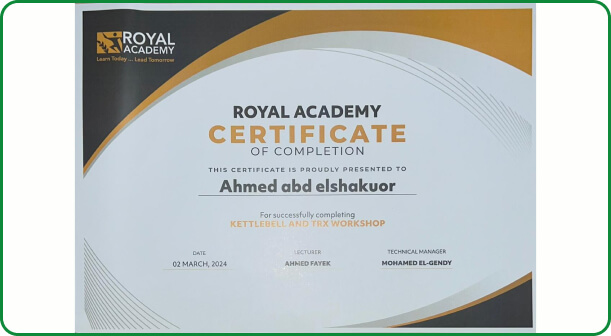 ROYAL
ACADEMY
Learn Today ... Lead Tomorrow
ROYAL ACADEMY
CERTIFICATE
OF COMPLETION
THIS CERTIFICATE IS PROUDLY PRESENTED TO
Ahmed abd elshakuor
For successfully completing
KETTLEBELL AND TRX WORKSHOP
DATE LECTURER TECHNICAL MANAGER
02 MARCH, 2024 AHMED FAYEK MOHAMED EL-GENDY